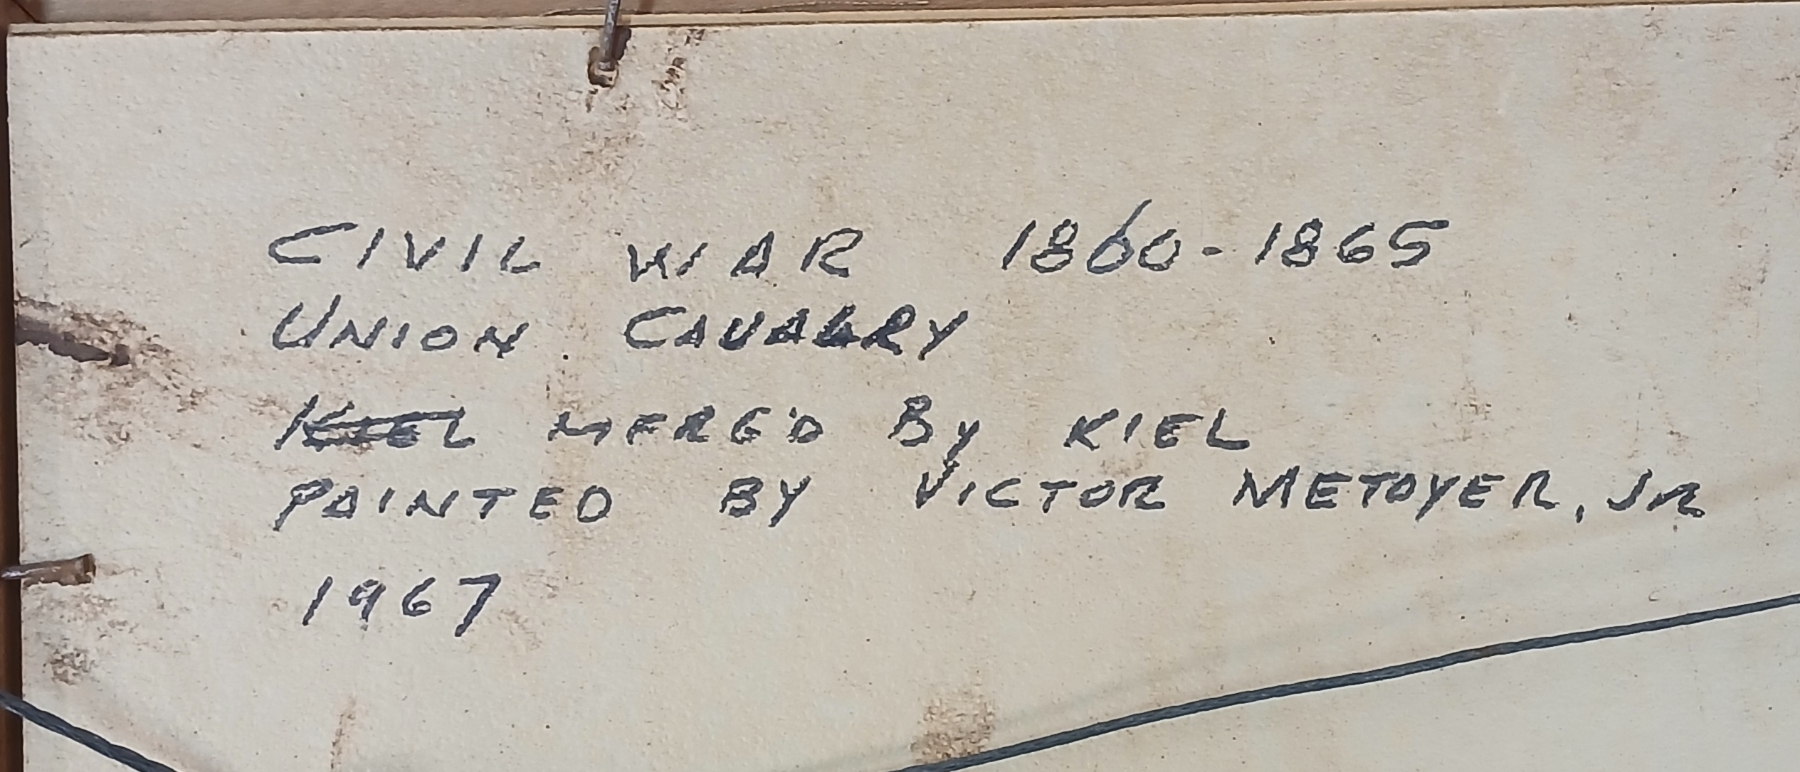 CIVIL WAR 1860-1865
UNION CAVALRY
KIEL MFRG'D By KIEL
PAINTED BY VICTOR METOYER, JR
1967